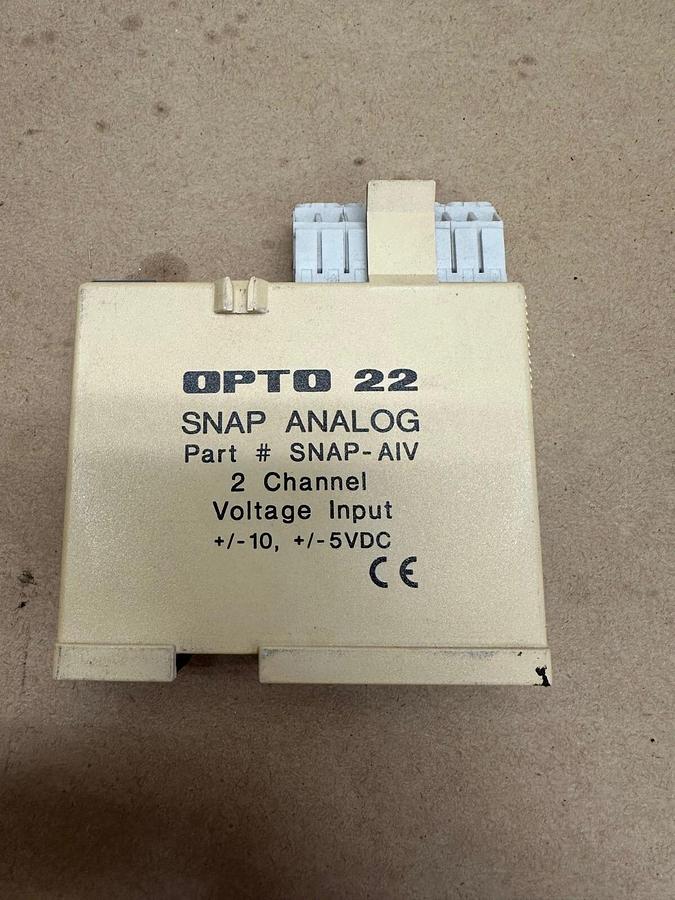 OPTO 22
SNAP ANALOG
Part # SNAP-AIV
2 Channel
Voltage Input
+/-10, +/-5VDC
CE